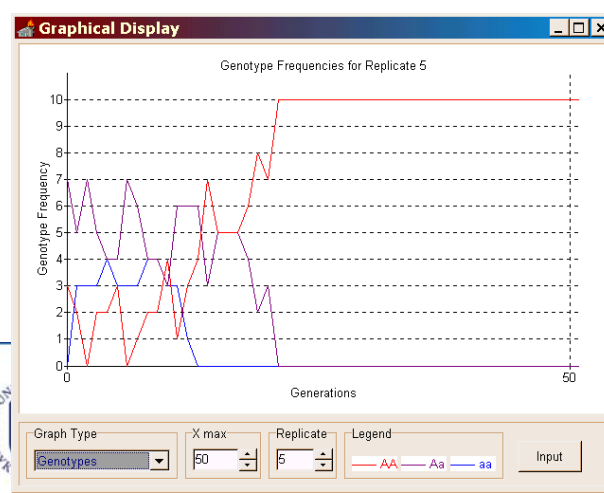 Graphical Display
Genotype Frequencies for Replicate 5
10
9
8
7
6
5
4
3
2
1
0
Genotype Frequency
0
50
Generations
Graph Type
Genotypes
X max
50
Replicate
5
Legend
AA
Aa
aa
Input